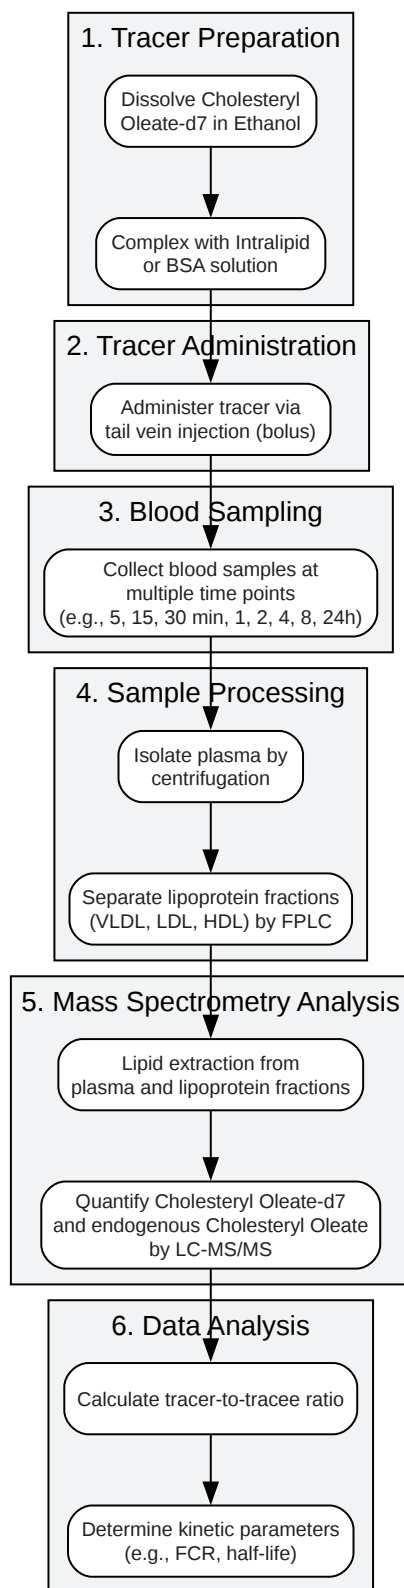 1. Tracer Preparation
Dissolve Cholesteryl
Oleate-d7 in Ethanol
Complex with Intralipid
or BSA solution
2. Tracer Administration
Administer tracer via
tail vein injection (bolus)
3. Blood Sampling
Collect blood samples at
multiple time points
(e.g., 5, 15, 30 min, 1, 2, 4, 8, 24h)
4. Sample Processing
Isolate plasma by
centrifugation
Separate lipoprotein fractions
(VLDL, LDL, HDL) by FPLC
5. Mass Spectrometry Analysis
Lipid extraction from
plasma and lipoprotein fractions
Quantify Cholesteryl Oleate-d7
and endogenous Cholesteryl Oleate
by LC-MS/MS
6. Data Analysis
Calculate tracer-to-tracee ratio
Determine kinetic parameters
(e.g., FCR, half-life)